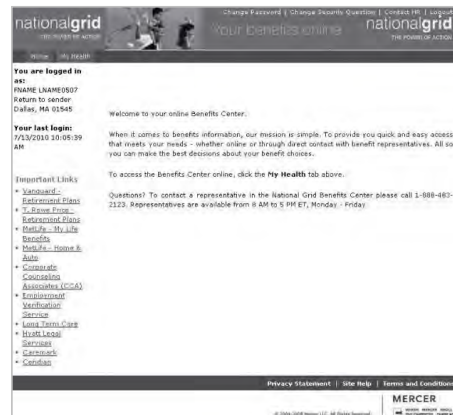 Change Password | Change Security Question | Contact HR | Logout
nationalgrid
THE POWER OF ACTION
Your benefits online
nationalgrid
THE POWER OF ACTION
Home My Health
You are logged in
as:
FNAME LNAME0507
Return to sender
Dallas, MA 01545
Your last login:
7/13/2010 10:05:39
AM
Important Links
• Vanguard -
Retirement Plans
• T. Rowe Price -
Retirement Plans
• MetLife - My Life
Benefits
• MetLife - Home &
Auto
• Corporate
Counseling
Associates (CCA)
• Employment
Verification
Service
• Long Term Care
• Hyatt Legal
Services
• Caremark
• Ceridian
Welcome to your online Benefits Center.
When it comes to benefits information, our mission is simple. To provide you quick and easy access
that meets your needs - whether online or through direct contact with benefit representatives. All so
you can make the best decisions about your benefit choices.
To access the Benefits Center online, click the My Health tab above.
Questions? To contact a representative in the National Grid Benefits Center please call 1-888-483-
2123. Representatives are available from 8 AM to 5 PM ET, Monday - Friday
Privacy Statement | Site Help | Terms and Conditions
MERCER